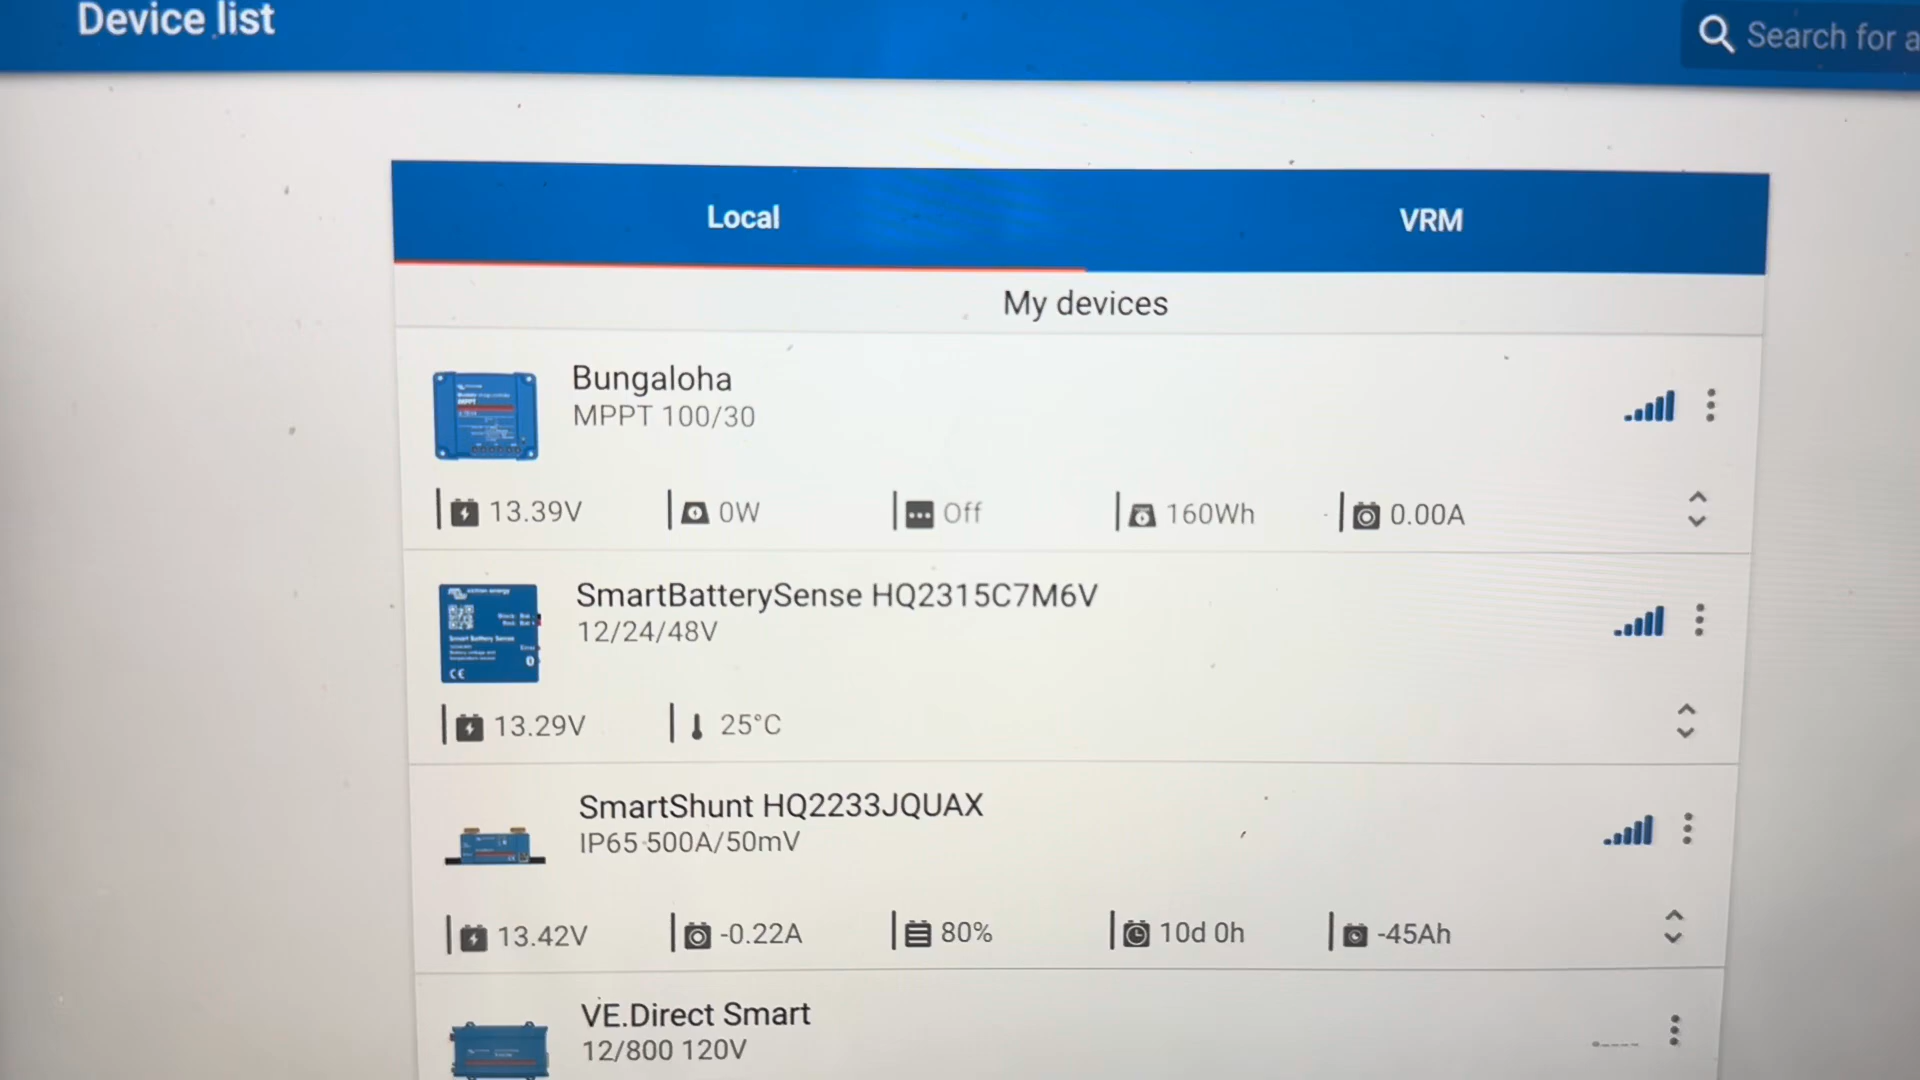 Device list
Search for a
Local
VRM
My devices
Bungaloha
MPPT 100/30
13.39V
0W
Off
160Wh
0.00A
SmartBatterySense HQ2315C7M6V
12/24/48V
13.29V
25°C
SmartShunt HQ2233JQUAX
IP65 500A/50mV
13.42V
-0.22A
80%
10d 0h
-45Ah
VE.Direct Smart
12/800 120V